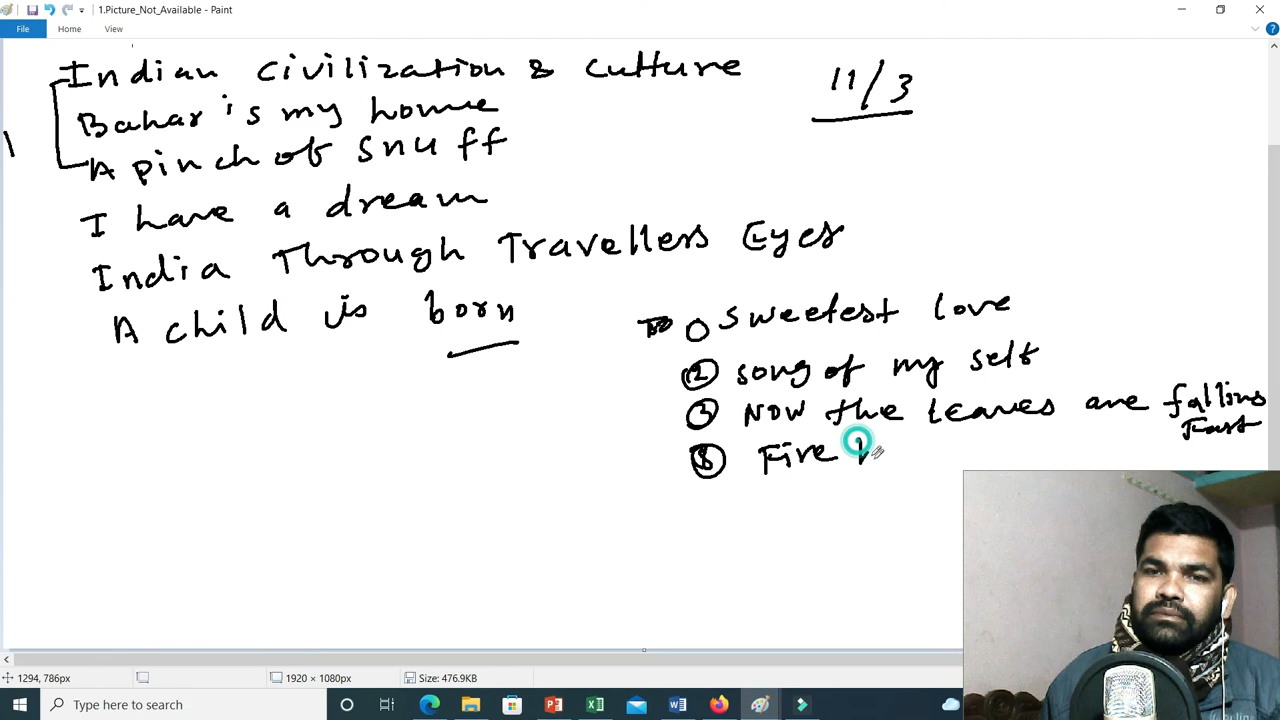 1.Picture_Not_Available - Paint
File Home View
Indian civilization & culture
11/3
Bahar is my home
1
A pinch of snuff
I have a dream
India Through Travellers Eyes
A child is born
sweetest love
② song of my self
③ NOW the leaves are falling
Fast
Fire
1294, 786px 1920 × 1080px Size: 476.9KB
Type here to search